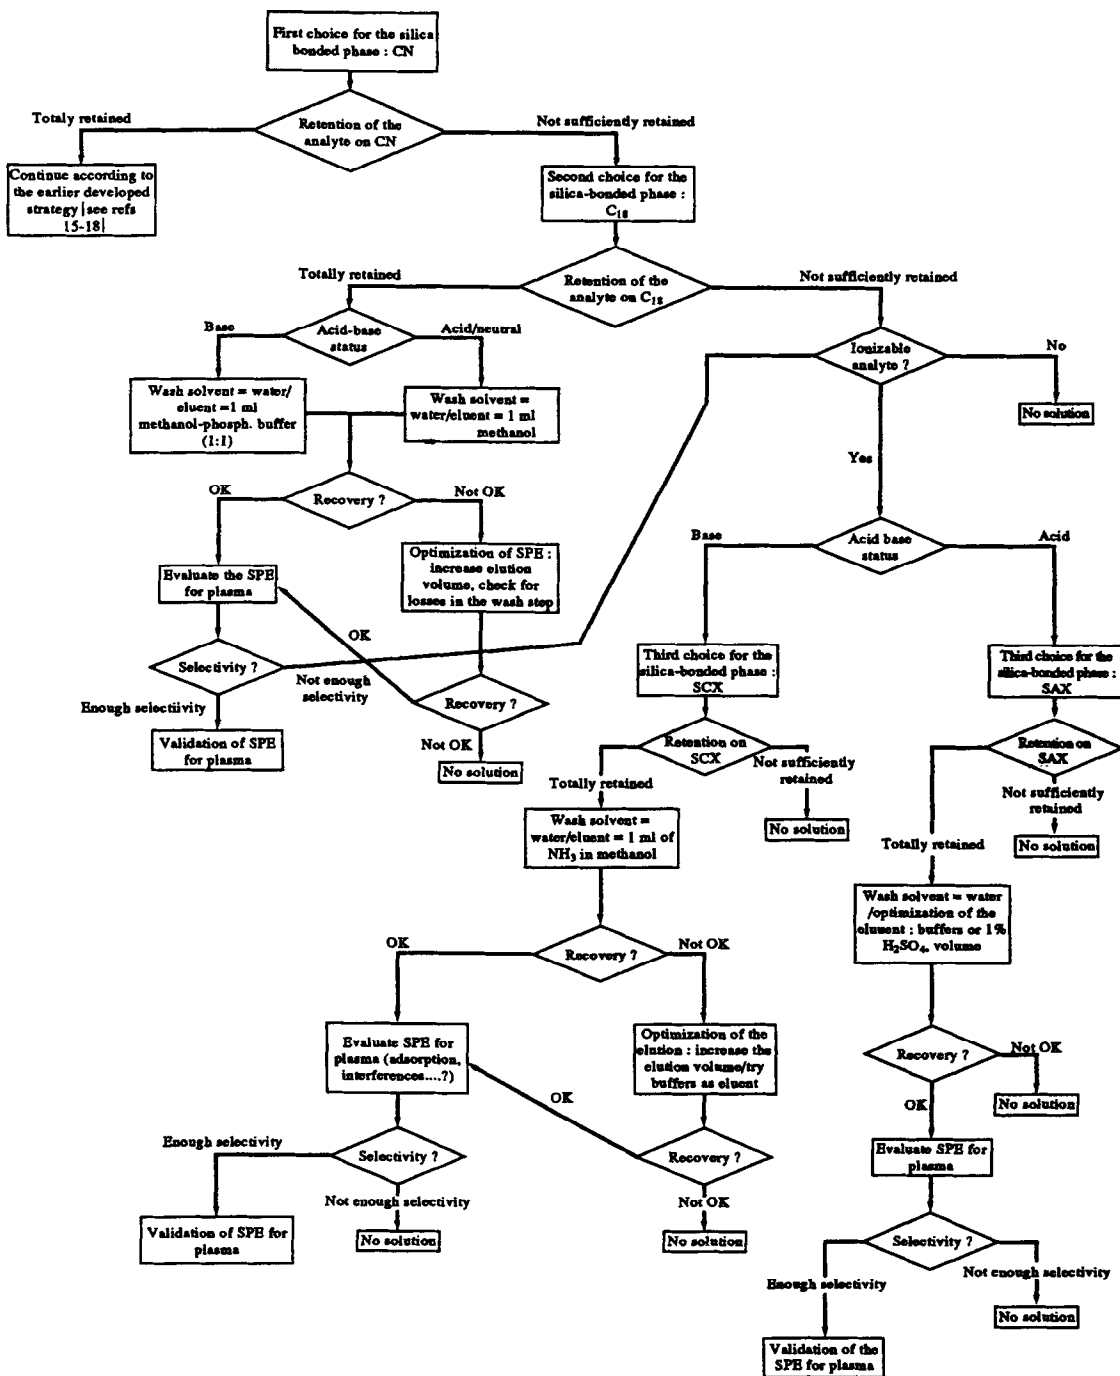 First choice for the silica
bonded phase : CN
Totaly retained
Retention of the
analyte on CN
Not sufficiently retained
Continue according to
the earlier developed
strategy [see refs
15-18]
Second choice for the
silica-bonded phase :
C18
Totally retained
Retention of the
analyte on C18
Not sufficiently retained
Base
Acid-base
status
Acid/neutral
Ionizable
analyte ?
No
Wash solvent = water/
eluent =1 ml
methanol-phosph. buffer
(1:1)
Wash solvent =
water/eluent = 1 ml
methanol
No solution
Yes
OK
Recovery ?
Not OK
Base
Acid base
status
Acid
Evaluate the SPE
for plasma
Optimization of SPE :
increase elution
volume, check for
losses in the wash step
OK
Selectivity ?
Not enough
selectivity
Third choice for the
silica-bonded phase :
SCX
Third choice for the
silica-bonded phase :
SAX
Enough selectiivity
Recovery ?
Validation of SPE
for plasma
Not OK
No solution
Retention on
SCX
Not sufficiently
retained
Retention on
SAX
Not sufficiently
retained
Totally retained
No solution
No solution
Wash solvent =
water/eluent = 1 ml of
NH3 in methanol
Totally retained
Wash solvent = water
/optimization of the
eluuent : buffers or 1%
H2SO4, volume
OK
Recovery ?
Not OK
Evaluate SPE for
plasma (adsorption,
interferences....?)
Optimization of the
elution : increase the
elution volume/try
buffers as eluent
Recovery ?
Not OK
OK
No solution
OK
Enough selectivity
Selectivity ?
Recovery ?
Evaluate SPE for
plasma
Not enough selectivity
Not OK
Validation of SPE for
plasma
No solution
No solution
Selectivity ?
Enough selectivity
Not enough selectivity
No solution
Validation of the
SPE for plasma